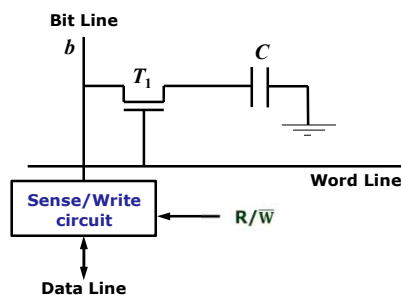 Bit Line
b
T₁
C
Word Line
Sense/Write
circuit
R/W̅
Data Line